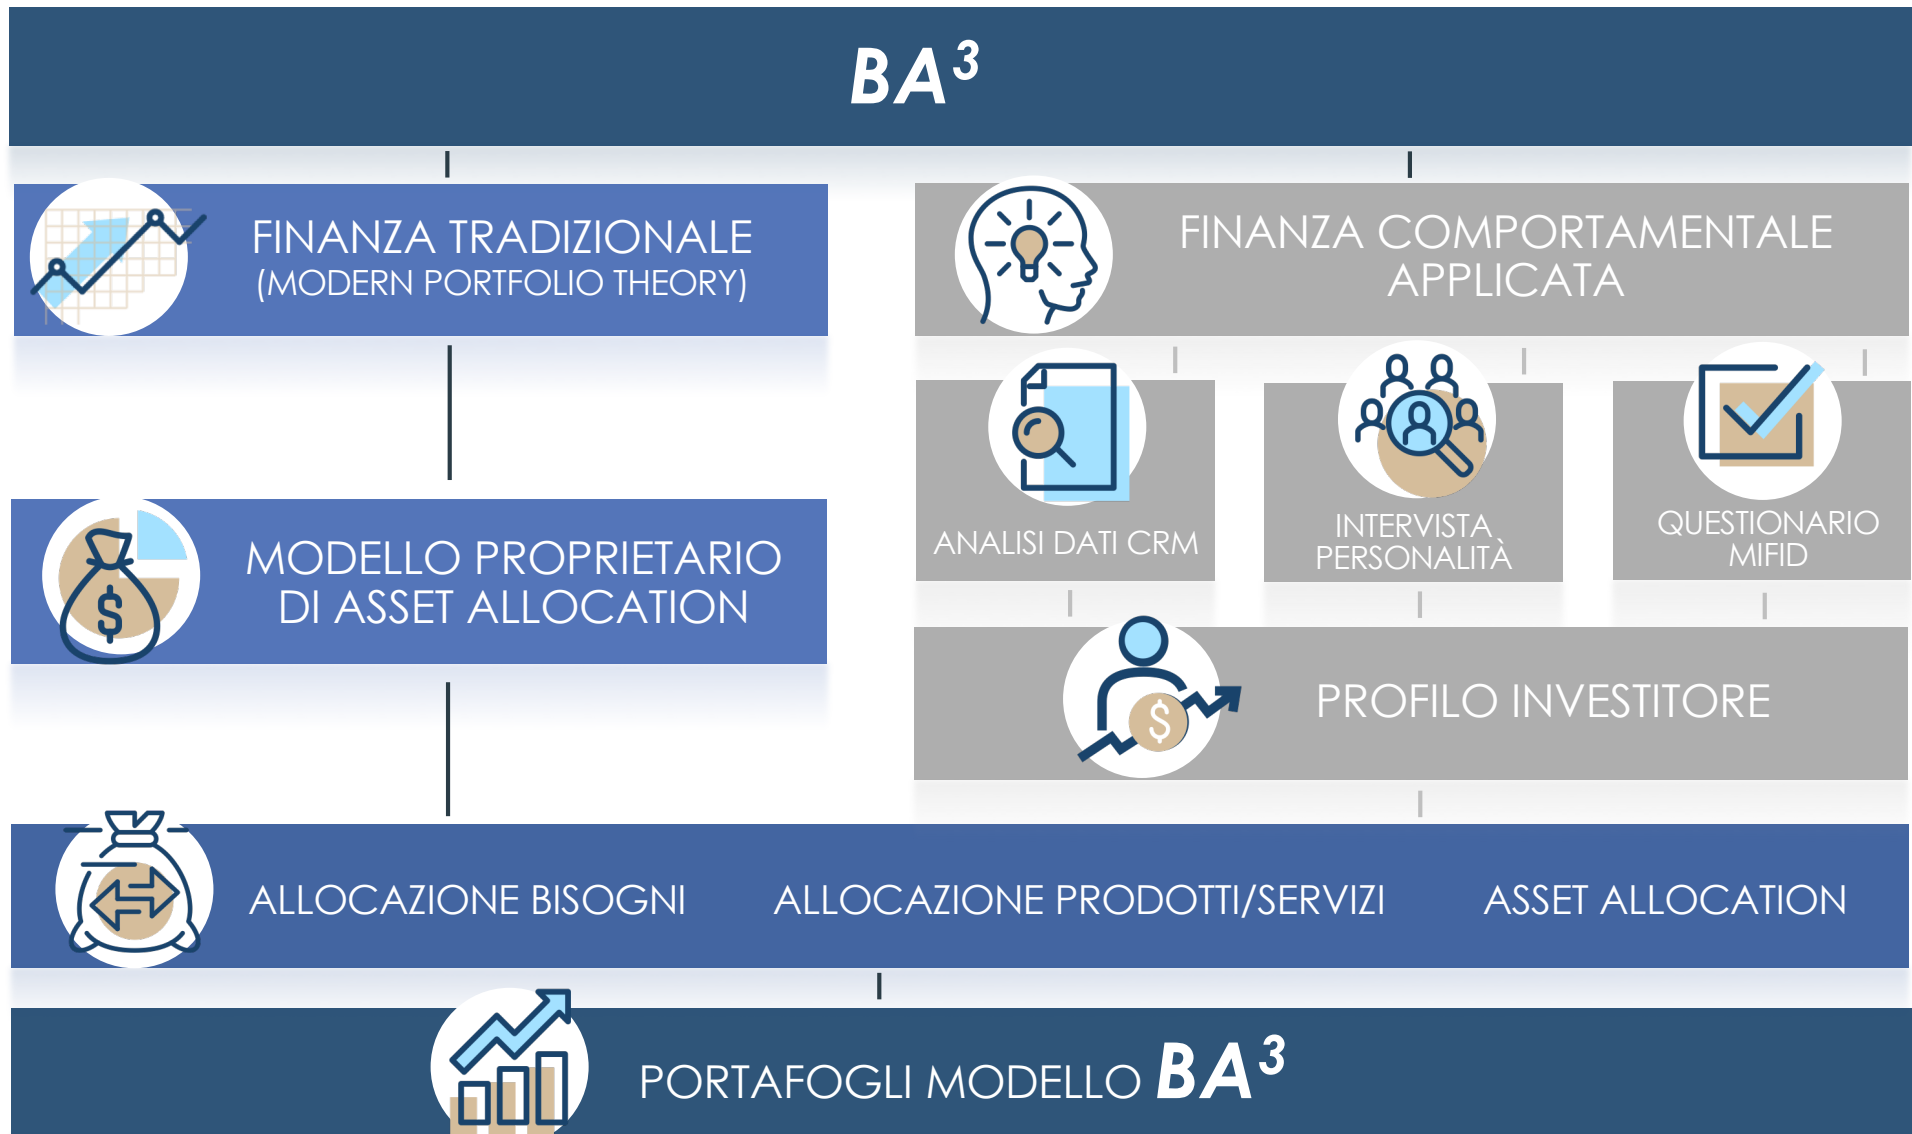 BA³
FINANZA TRADIZIONALE
(MODERN PORTFOLIO THEORY)
FINANZA COMPORTAMENTALE
APPLICATA
ANALISI DATI CRM
INTERVISTA
PERSONALITÀ
QUESTIONARIO
MIFID
MODELLO PROPRIETARIO
DI ASSET ALLOCATION
$
PROFILO INVESTITORE
$
ALLOCAZIONE BISOGNI
ALLOCAZIONE PRODOTTI/SERVIZI
ASSET ALLOCATION
PORTAFOGLI MODELLO BA³